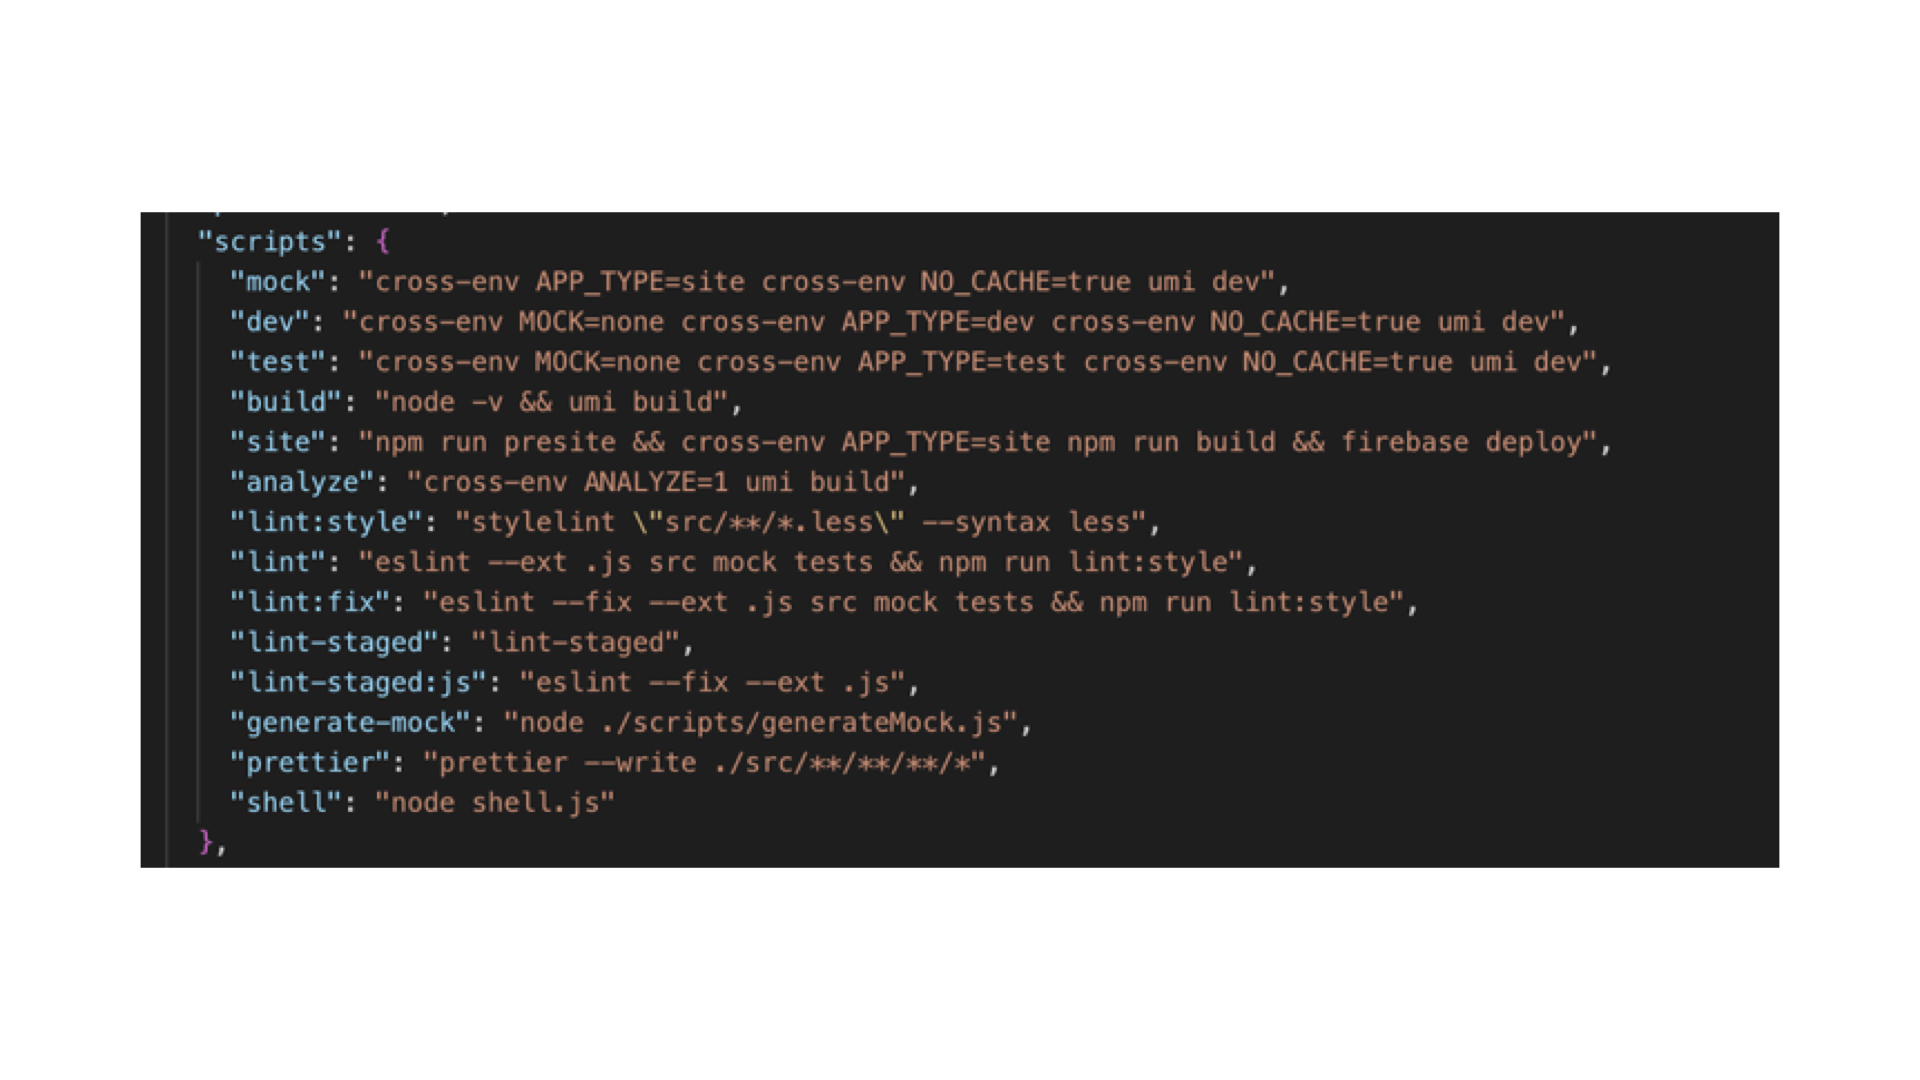 "scripts": {
"mock": "cross-env APP_TYPE=site cross-env NO_CACHE=true umi dev",
"dev": "cross-env MOCK=none cross-env APP_TYPE=dev cross-env NO_CACHE=true umi dev",
"test": "cross-env MOCK=none cross-env APP_TYPE=test cross-env NO_CACHE=true umi dev",
"build": "node -v && umi build",
"site": "npm run presite && cross-env APP_TYPE=site npm run build && firebase deploy",
"analyze": "cross-env ANALYZE=1 umi build",
"lint:style": "stylelint \"src/**/*.less\" --syntax less",
"lint": "eslint --ext .js src mock tests && npm run lint:style",
"lint:fix": "eslint --fix --ext .js src mock tests && npm run lint:style",
"lint-staged": "lint-staged",
"lint-staged:js": "eslint --fix --ext .js",
"generate-mock": "node ./scripts/generateMock.js",
"prettier": "prettier --write ./src/**/**/**/*",
"shell": "node shell.js"
},